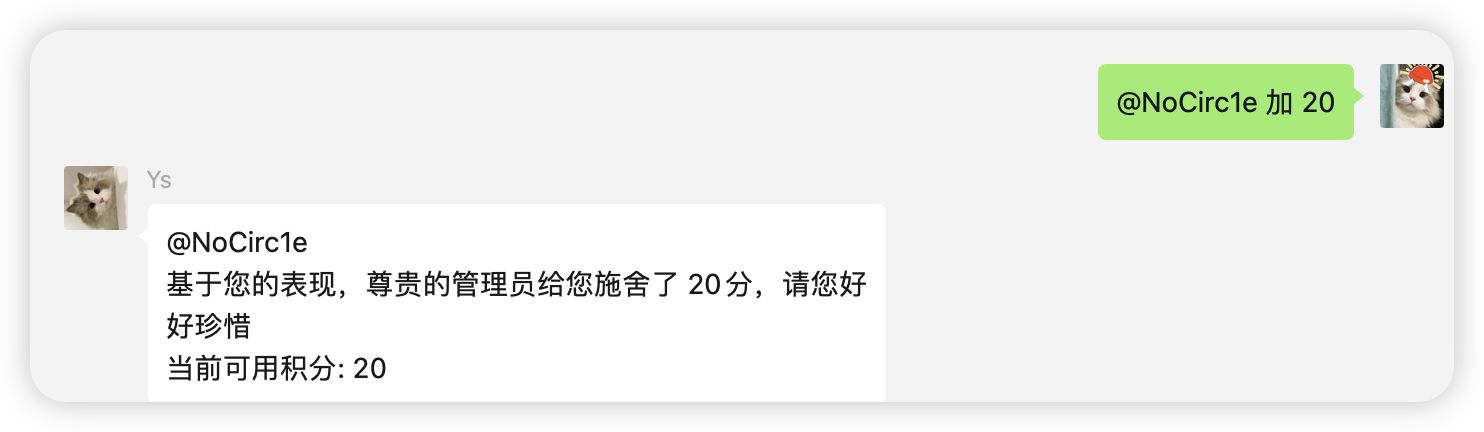 @NoCirc1e 加 20
Ys
@NoCirc1e
基于您的表现，尊贵的管理员给您施舍了 20分，请您好
好珍惜
当前可用积分: 20